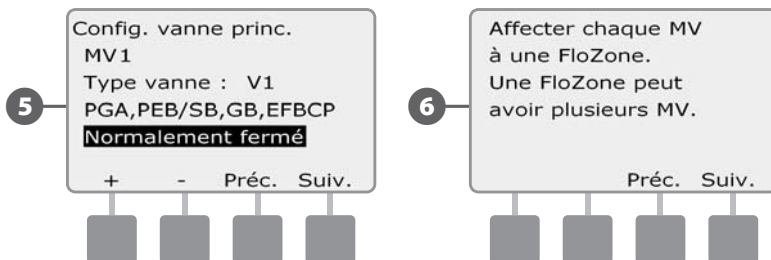 Config. vanne princ.
MV1
Type vanne : V1
PGA,PEB/SB,GB,EFBCP
Normalement fermé
+ - Préc. Suiv.
5
Affecter chaque MV
à une FloZone.
Une FloZone peut
avoir plusieurs MV.
Préc. Suiv.
6